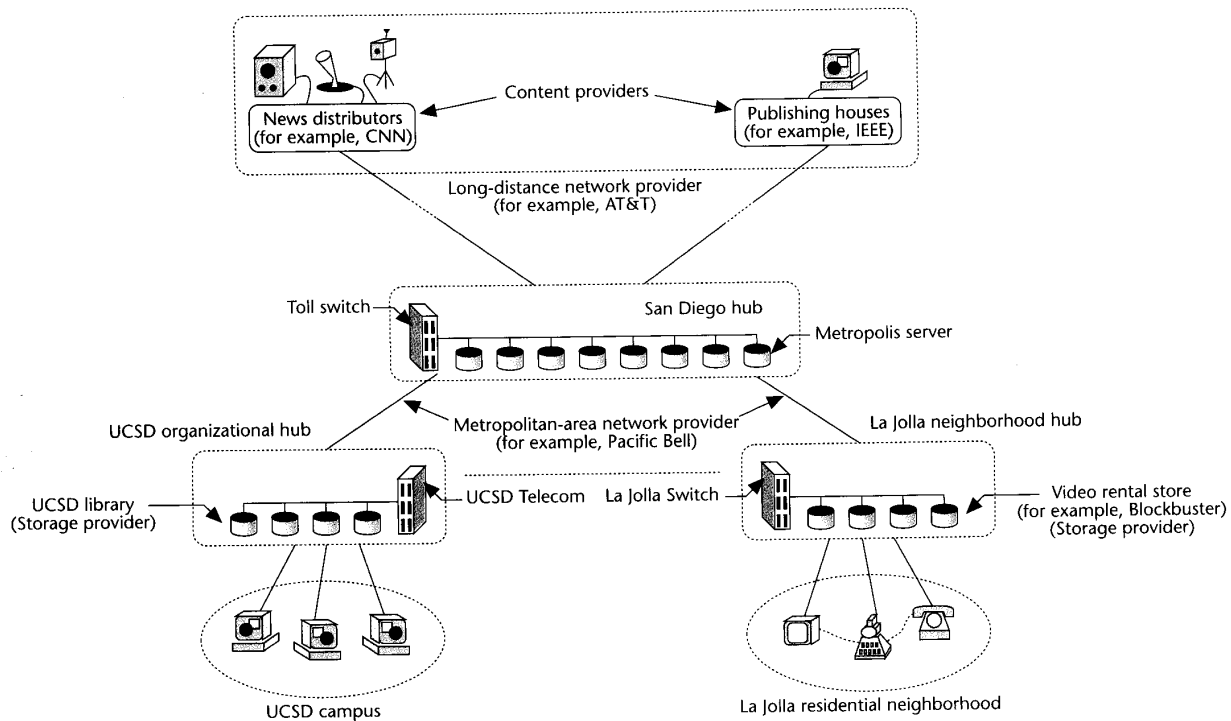 Content providers
News distributors
(for example, CNN)
Publishing houses
(for example, IEEE)
Long-distance network provider
(for example, AT&T)
Toll switch
San Diego hub
Metropolis server
UCSD organizational hub
Metropolitan-area network provider
(for example, Pacific Bell)
La Jolla neighborhood hub
UCSD library
(Storage provider)
UCSD Telecom
La Jolla Switch
Video rental store
(for example, Blockbuster)
(Storage provider)
UCSD campus
La Jolla residential neighborhood